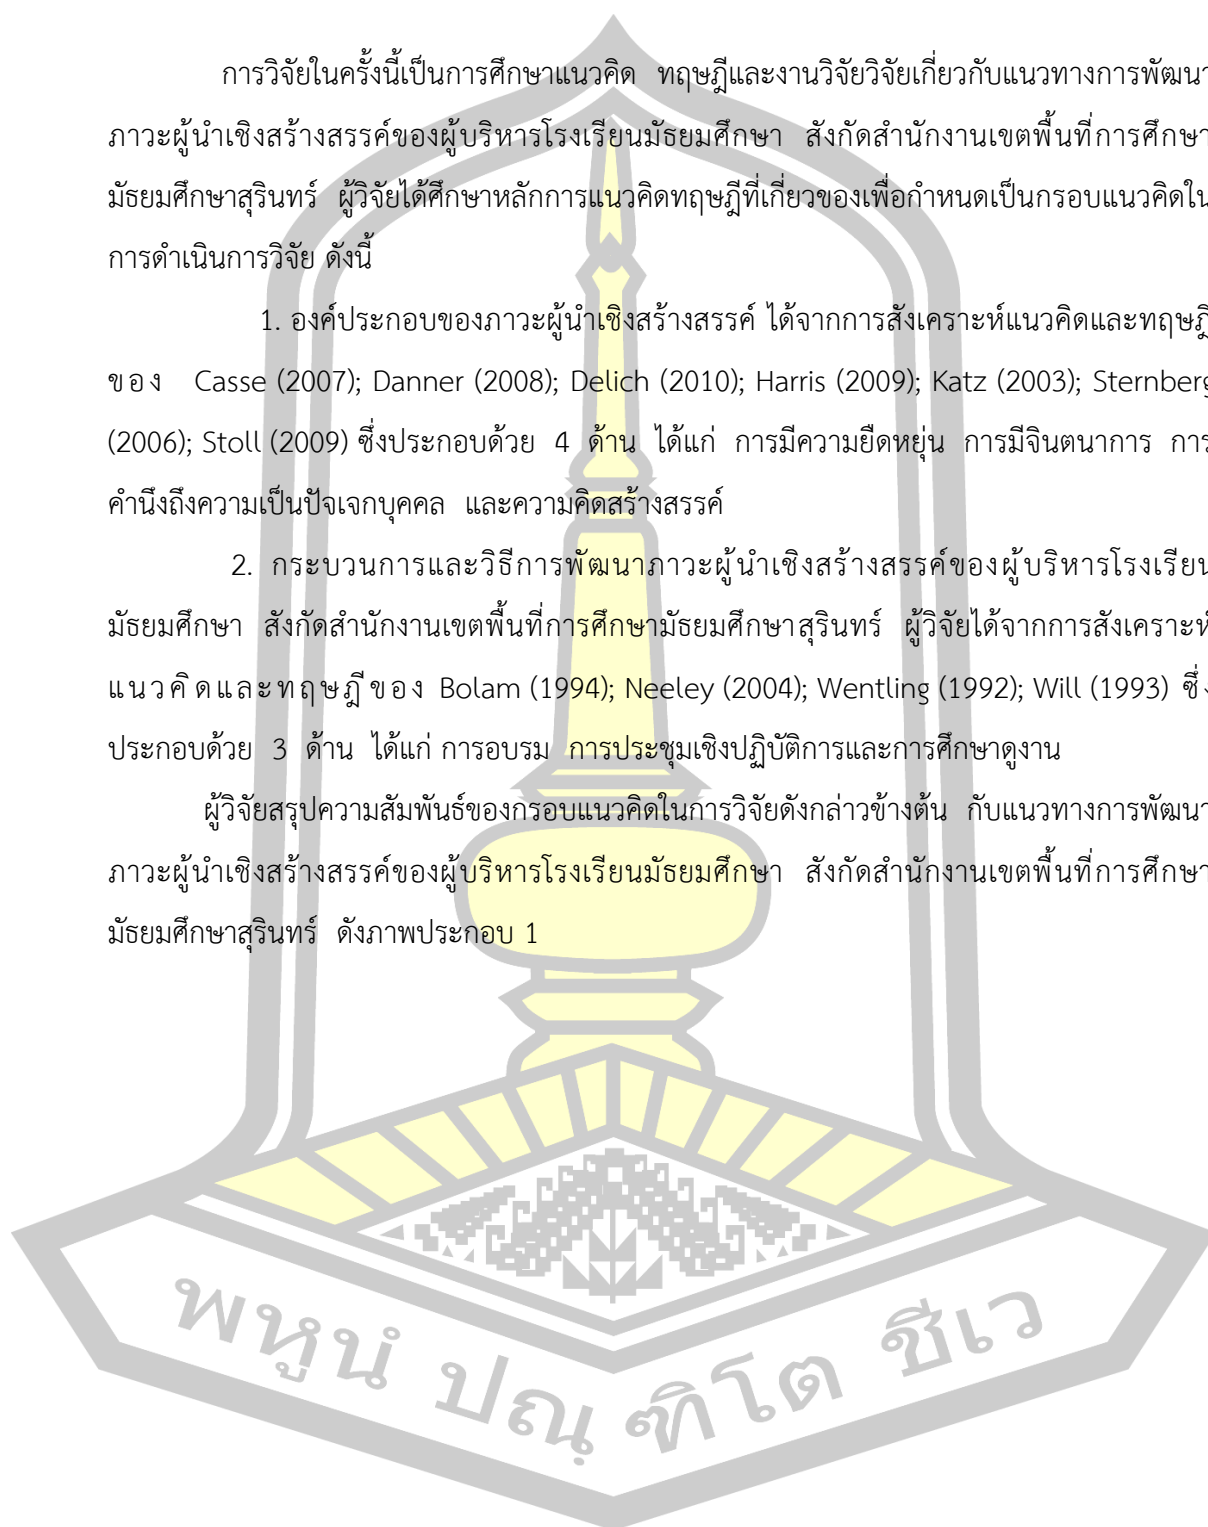 การวิจัยในครั้งนี้เป็นการศึกษาแนวคิด ทฤษฎีและงานวิจัยวิจัยเกี่ยวกับแนวทางการพัฒนา
ภาวะผู้นำเชิงสร้างสรรค์ของผู้บริหารโรงเรียนมัธยมศึกษา สังกัดสำนักงานเขตพื้นที่การศึกษา
มัธยมศึกษาสุรินทร์ ผู้วิจัยได้ศึกษาหลักการแนวคิดทฤษฎีที่เกี่ยวของเพื่อกำหนดเป็นกรอบแนวคิดใน
การดำเนินการวิจัย ดังนี้
1. องค์ประกอบของภาวะผู้นำเชิงสร้างสรรค์ ได้จากการสังเคราะห์แนวคิดและทฤษฎี
ของ Casse (2007); Danner (2008); Delich (2010); Harris (2009); Katz (2003); Sternberg
(2006); Stoll (2009) ซึ่งประกอบด้วย 4 ด้าน ได้แก่ การมีความยืดหยุ่น การมีจินตนาการ การ
คำนึงถึงความเป็นปัจเจกบุคคล และความคิดสร้างสรรค์
2. กระบวนการและวิธีการพัฒนาภาวะผู้นำเชิงสร้างสรรค์ของผู้บริหารโรงเรียน
มัธยมศึกษา สังกัดสำนักงานเขตพื้นที่การศึกษามัธยมศึกษาสุรินทร์ ผู้วิจัยได้จากการสังเคราะห์
แนวคิดและทฤษฎีของ Bolam (1994); Neeley (2004); Wentling (1992); Will (1993) ซึ่ง
ประกอบด้วย 3 ด้าน ได้แก่ การอบรม การประชุมเชิงปฏิบัติการและการศึกษาดูงาน
ผู้วิจัยสรุปความสัมพันธ์ของกรอบแนวคิดในการวิจัยดังกล่าวข้างต้น กับแนวทางการพัฒนา
ภาวะผู้นำเชิงสร้างสรรค์ของผู้บริหารโรงเรียนมัธยมศึกษา สังกัดสำนักงานเขตพื้นที่การศึกษา
มัธยมศึกษาสุรินทร์ ดังภาพประกอบ 1
พหูนํ ปณฺฑิโต ชีเว